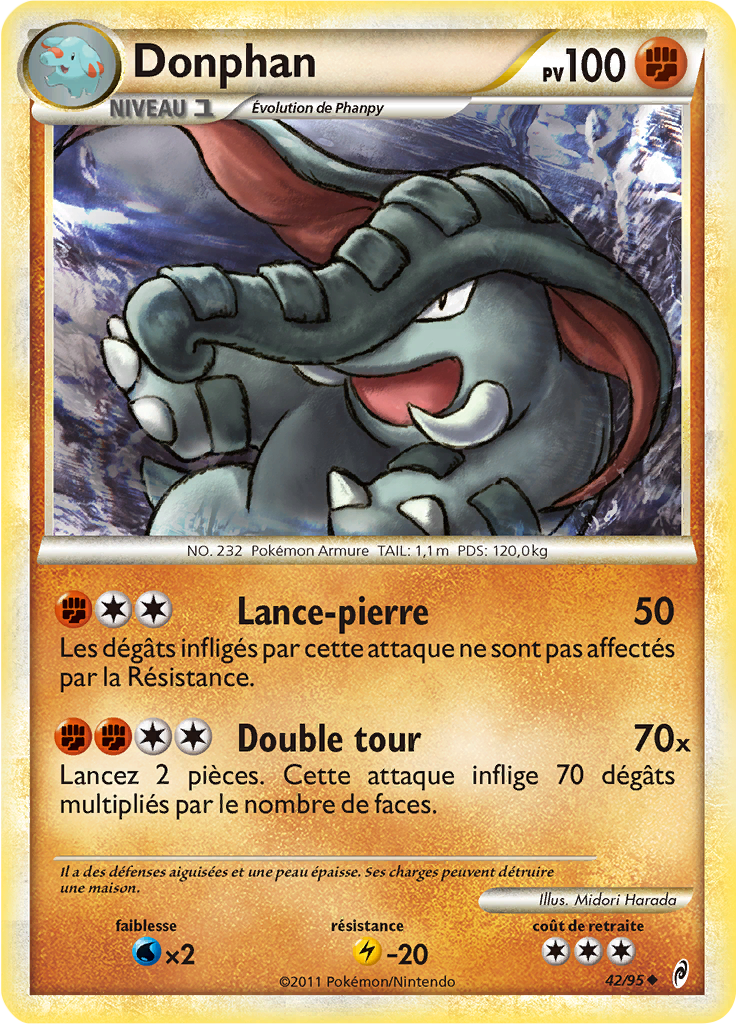 Donphan
PV100
NIVEAU 1
Évolution de Phanpy
NO. 232 Pokémon Armure TAIL: 1,1m PDS: 120,0kg
Lance-pierre 50
Les dégâts infligés par cette attaque ne sont pas affectés
par la Résistance.
Double tour 70x
Lancez 2 pièces. Cette attaque inflige 70 dégâts
multipliés par le nombre de faces.
Il a des défenses aiguisées et une peau épaisse. Ses charges peuvent détruire
une maison.
Illus. Midori Harada
faiblesse résistance coût de retraite
×2 -20
©2011 Pokémon/Nintendo 42/95